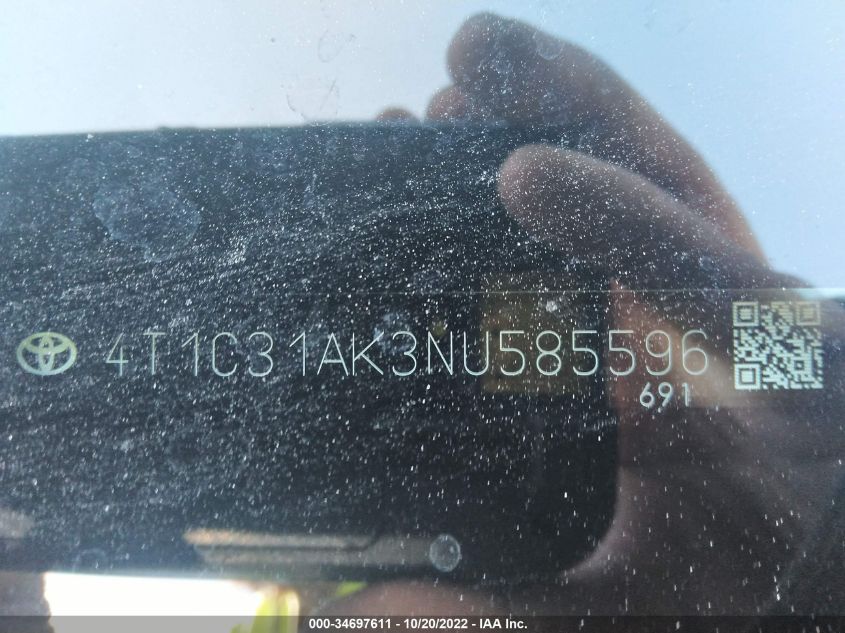 4T1C31AK3NU585596
691
000-34697611 - 10/20/2022 - IAA Inc.